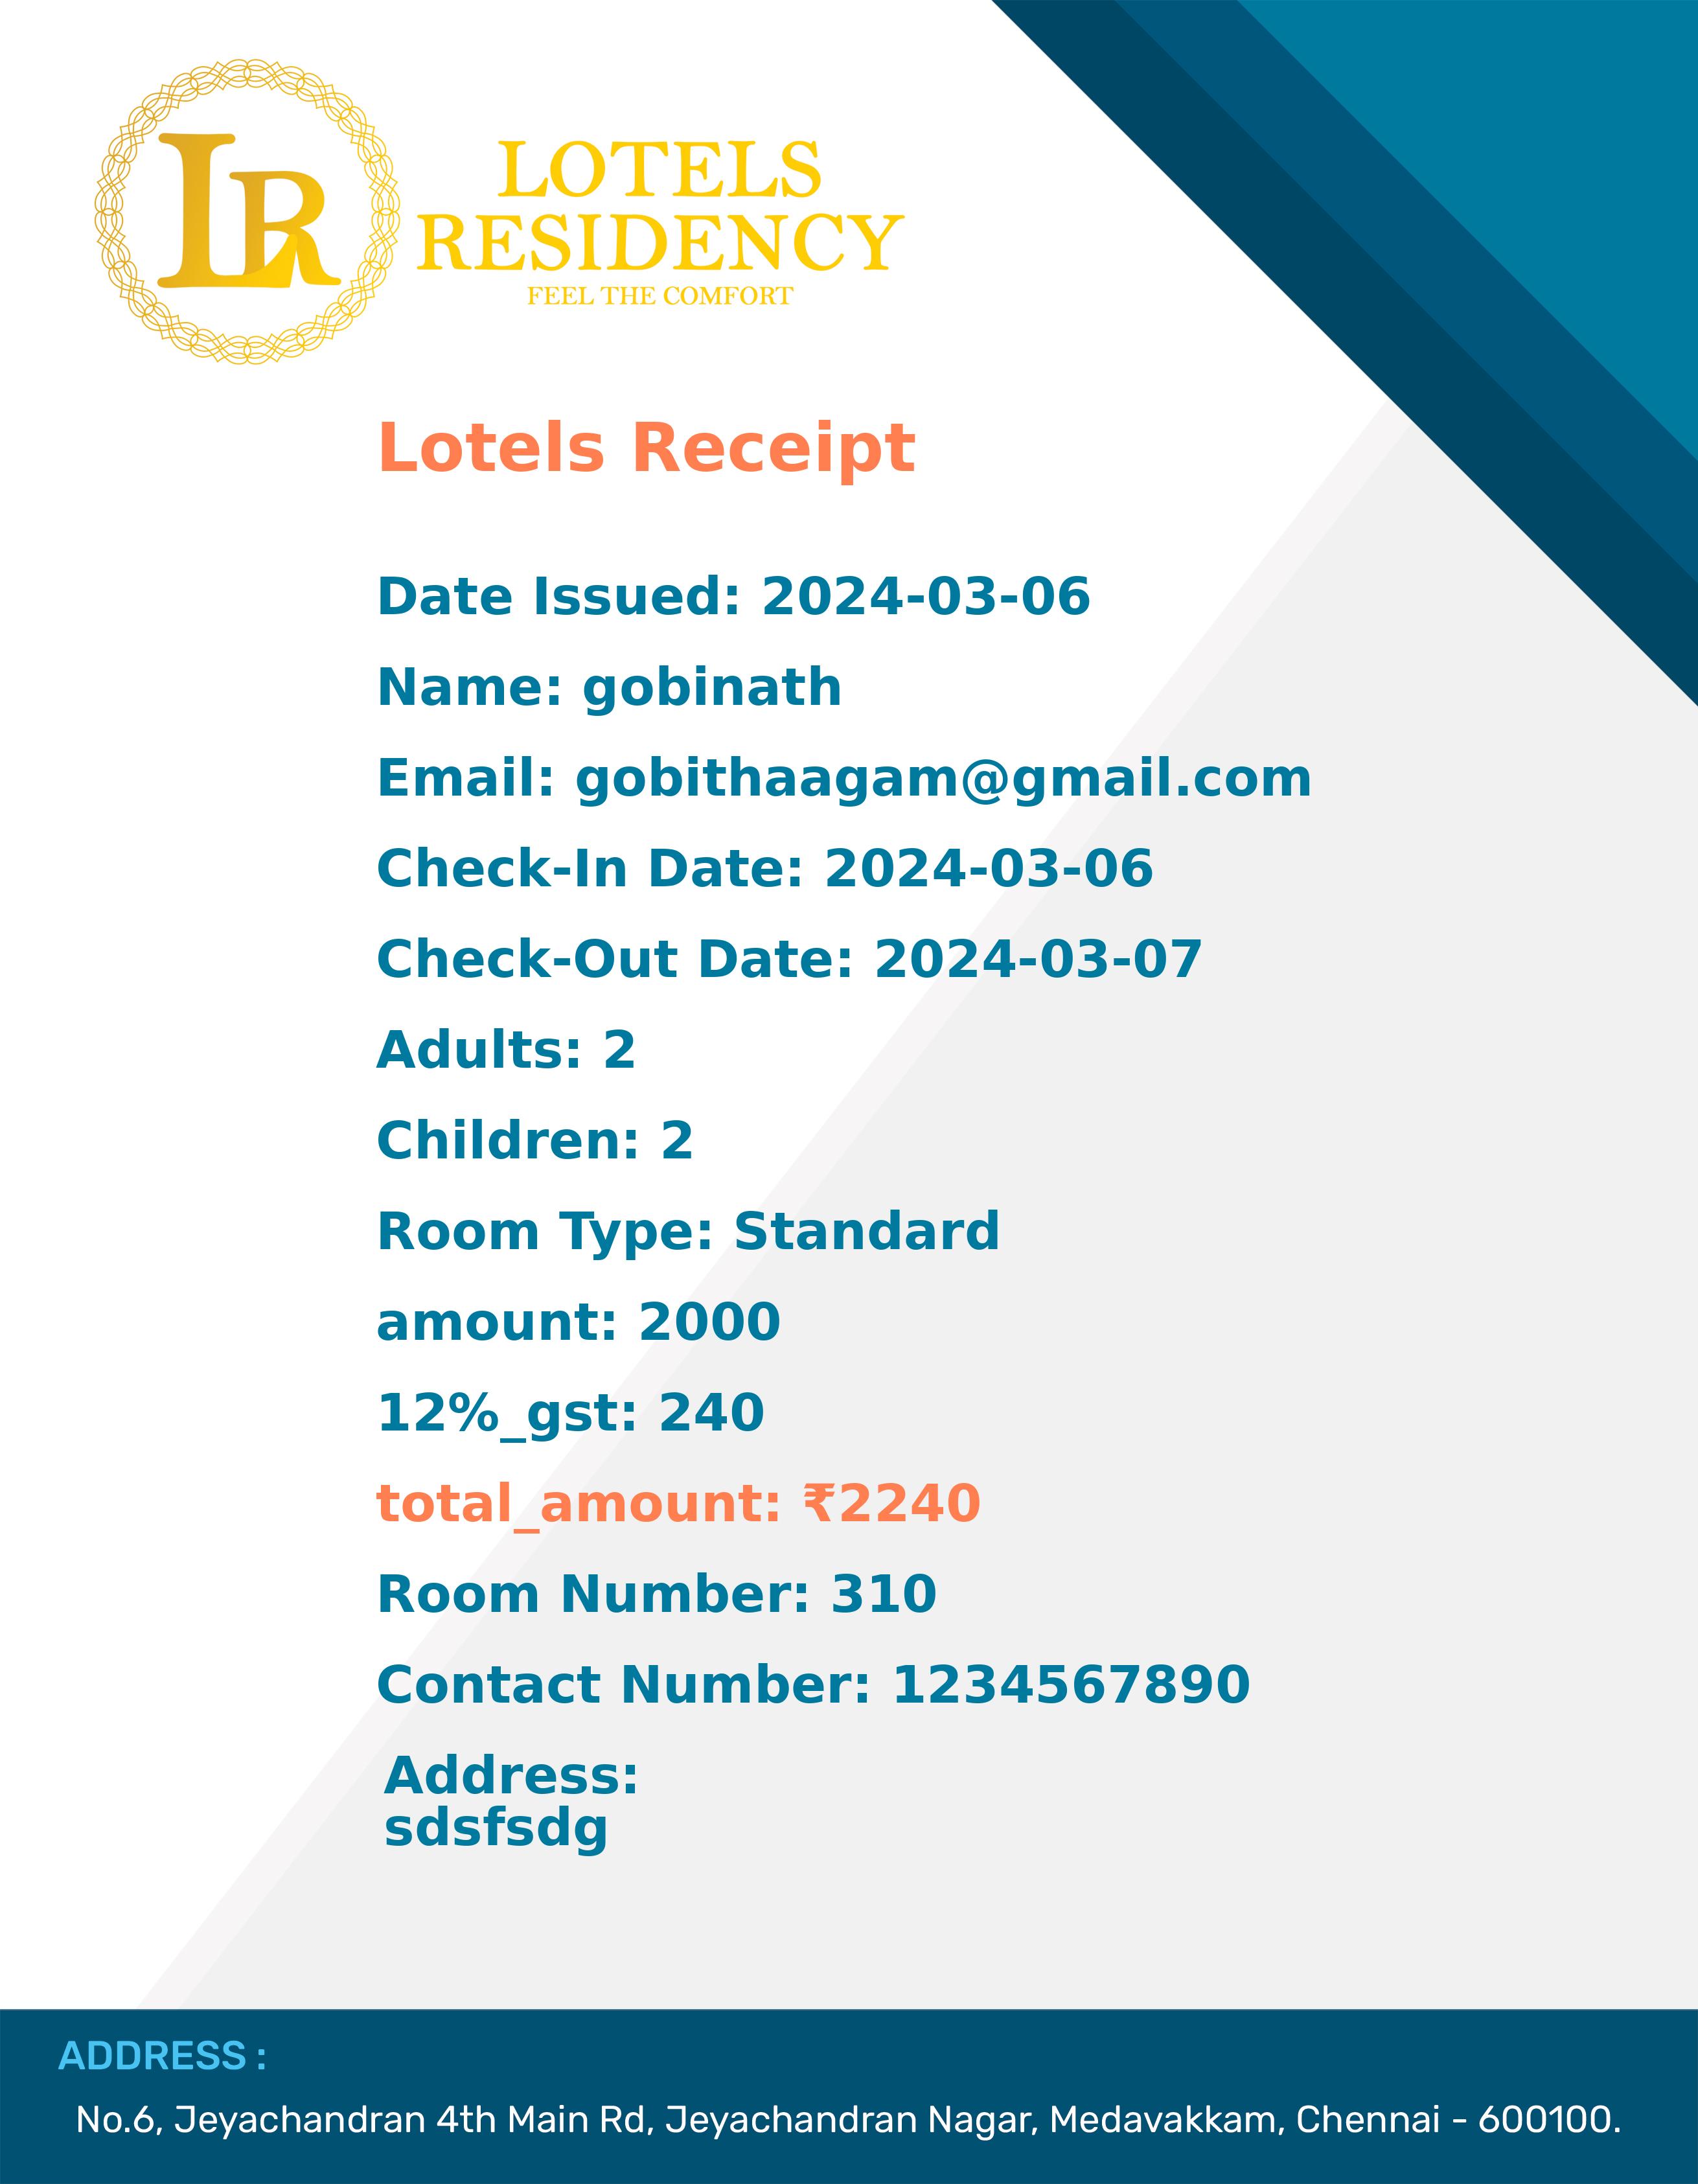 LR
LOTELS
RESIDENCY
FEEL THE COMFORT
Lotels Receipt
Date Issued: 2024-03-06
Name: gobinath
Email: gobithaagam@gmail.com
Check-In Date: 2024-03-06
Check-Out Date: 2024-03-07
Adults: 2
Children: 2
Room Type: Standard
amount: 2000
12%_gst: 240
total_amount: ₹2240
Room Number: 310
Contact Number: 1234567890
Address:
sdsfsdg
ADDRESS :
No.6, Jeyachandran 4th Main Rd, Jeyachandran Nagar, Medavakkam, Chennai - 600100.